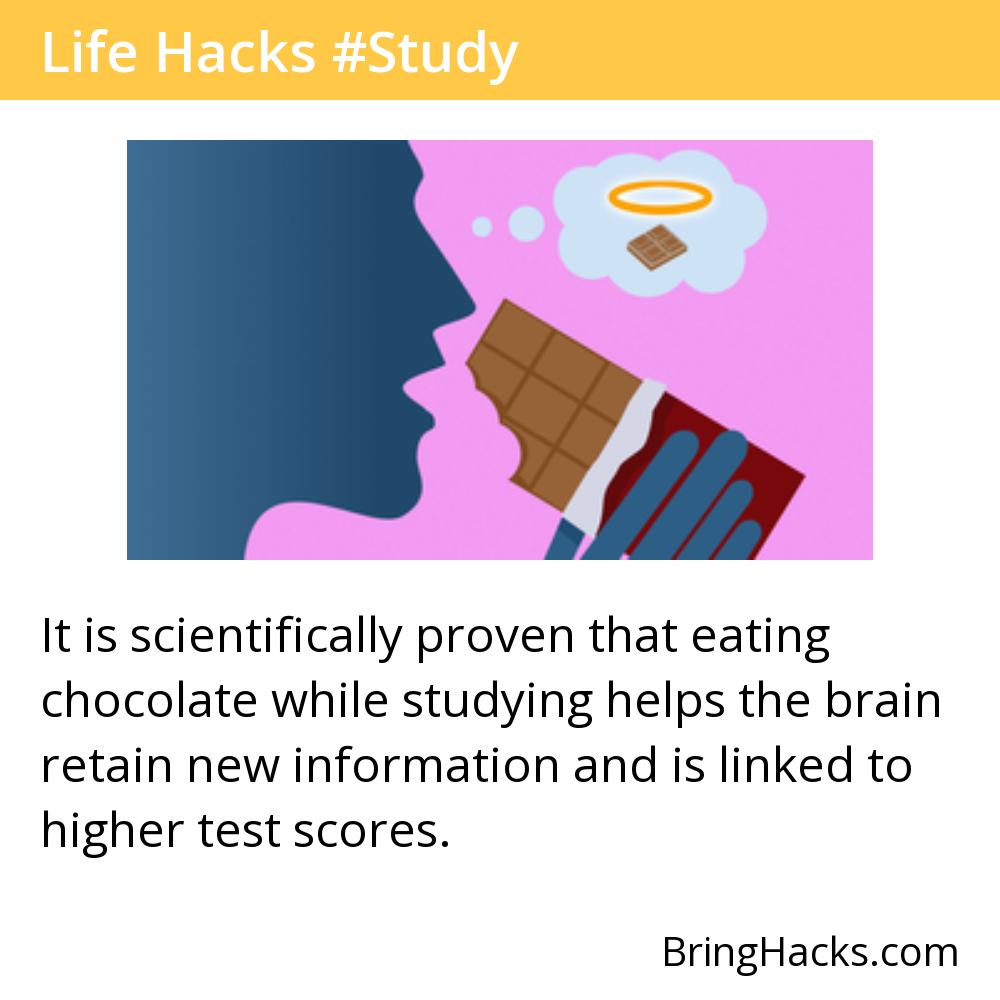 Life Hacks #Study
It is scientifically proven that eating
chocolate while studying helps the brain
retain new information and is linked to
higher test scores.
BringHacks.com